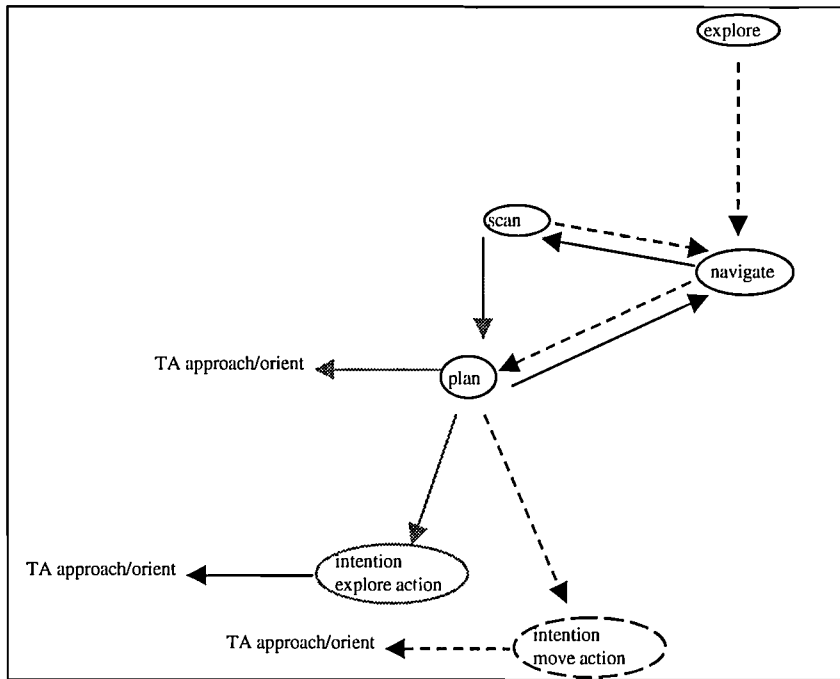 explore
scan
navigate
TA approach/orient
plan
intention
explore action
TA approach/orient
intention
move action
TA approach/orient